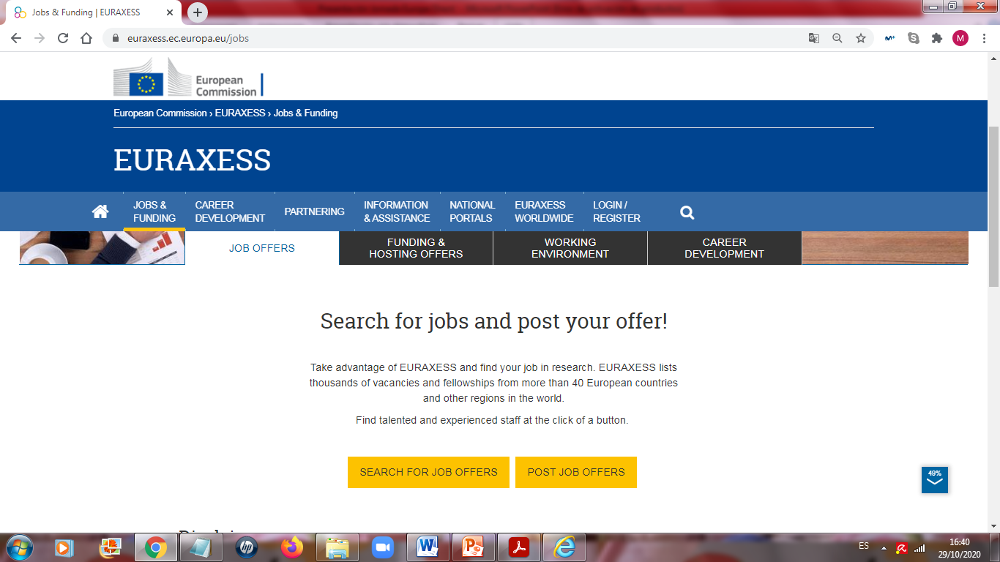 Jobs & Funding | EURAXESS
euraxess.ec.europa.eu/jobs
M
European
Commission
European Commission › EURAXESS › Jobs & Funding
EURAXESS
JOBS &
FUNDING
CAREER
DEVELOPMENT
PARTNERING
INFORMATION
& ASSISTANCE
NATIONAL
PORTALS
EURAXESS
WORLDWIDE
LOGIN /
REGISTER
JOB OFFERS
FUNDING &
HOSTING OFFERS
WORKING
ENVIRONMENT
CAREER
DEVELOPMENT
Search for jobs and post your offer!
Take advantage of EURAXESS and find your job in research. EURAXESS lists
thousands of vacancies and fellowships from more than 40 European countries
and other regions in the world.
Find talented and experienced staff at the click of a button.
SEARCH FOR JOB OFFERS
POST JOB OFFERS
49%
ES
16:40
29/10/2020